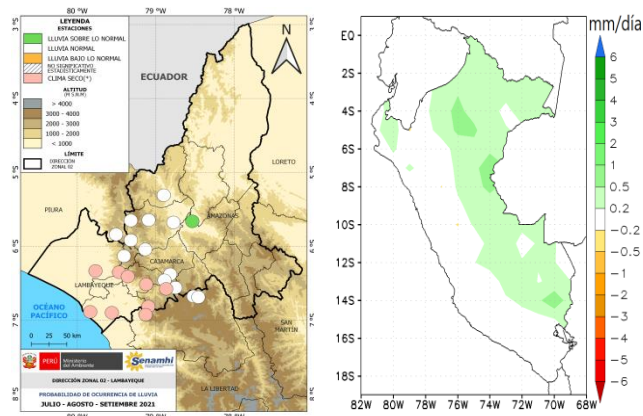 80°W 79°W 78°W
LEYENDA
ESTACIONES
LLUVIA SOBRE LO NORMAL
LLUVIA NORMAL
LLUVIA BAJO LO NORMAL
NO SIGNIFICATIVO
ESTADÍSTICAMENTE
CLIMA SECO(*)
ALTITUD
(M.S.N.M)
> 4000
3000 - 4000
2000 - 3000
1000 - 2000
< 1000
LÍMITE
DIRECCIÓN
ZONAL 02
N
ECUADOR
3°S
4°S
5°S
6°S
7°S
8°S
LORETO
PIURA
AMAZONAS
CAJAMARCA
LAMBAYEQUE
OCÉANO
PACÍFICO
0 25 50
km
SAN
MARTIN
LA LIBERTAD
PERÚ Ministerio
del Ambiente
Senamhi
DIRECCIÓN ZONAL 02 - LAMBAYEQUE
PROBABILIDAD DE OCURRENCIA DE LLUVIA
JULIO - AGOSTO - SETIEMBRE 2021
80°W 79°W 78°W
mm/día
EQ
2S
4S
6S
8S
10S
12S
14S
16S
18S
82W 80W 78W 76W 74W 72W 70W 68W
6
5
4
3
2
1
0.5
0.2
-0.2
-0.5
-1
-2
-3
-4
-5
-6